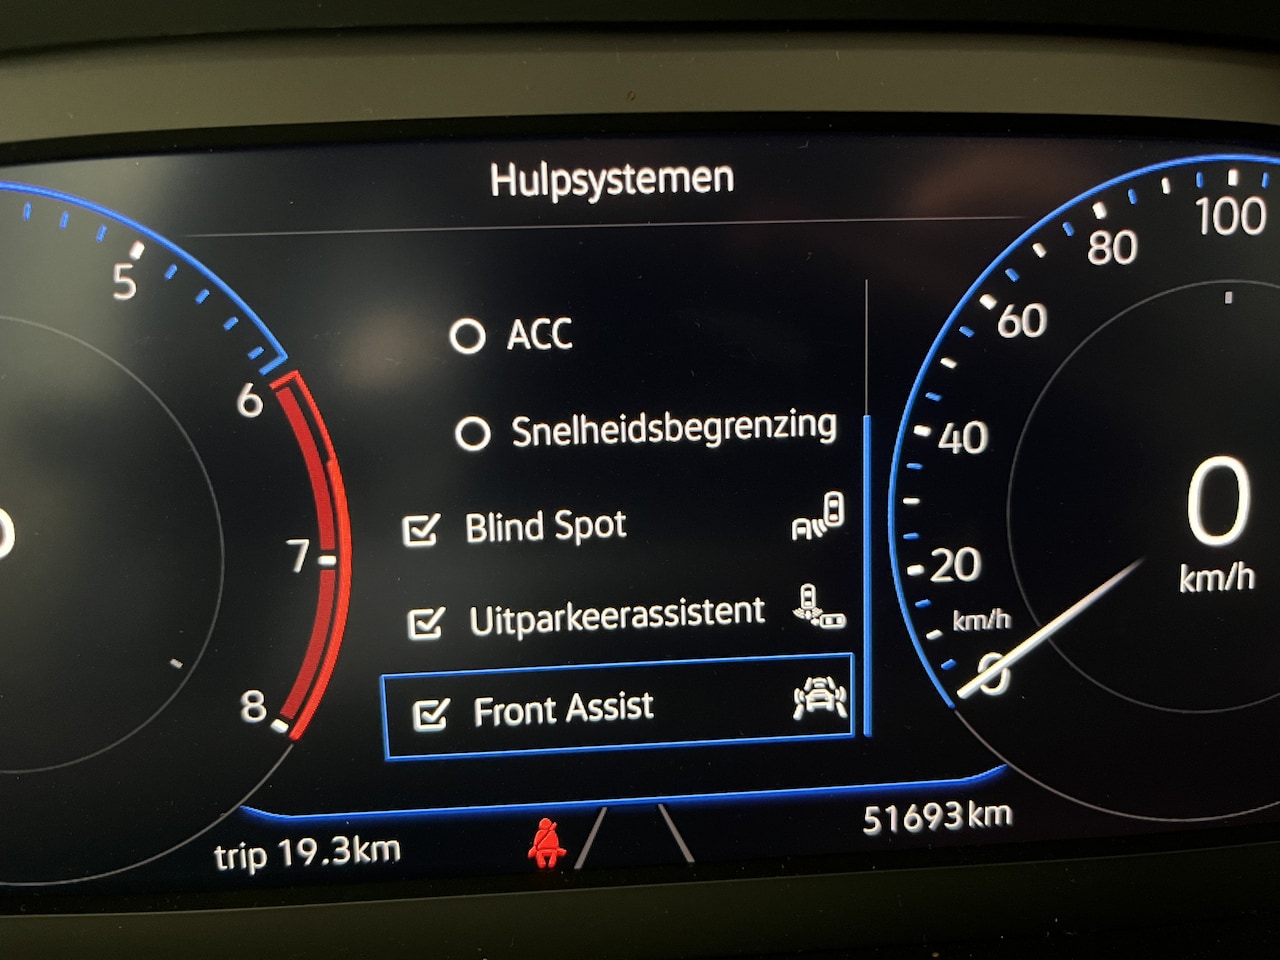 Hulpsystemen
ACC
Snelheidsbegrenzing
Blind Spot
Uitparkeerassistent
Front Assist
5
6
7
8
100
80
60
40
20
km/h
0
0
km/h
trip 19.3km
51693km